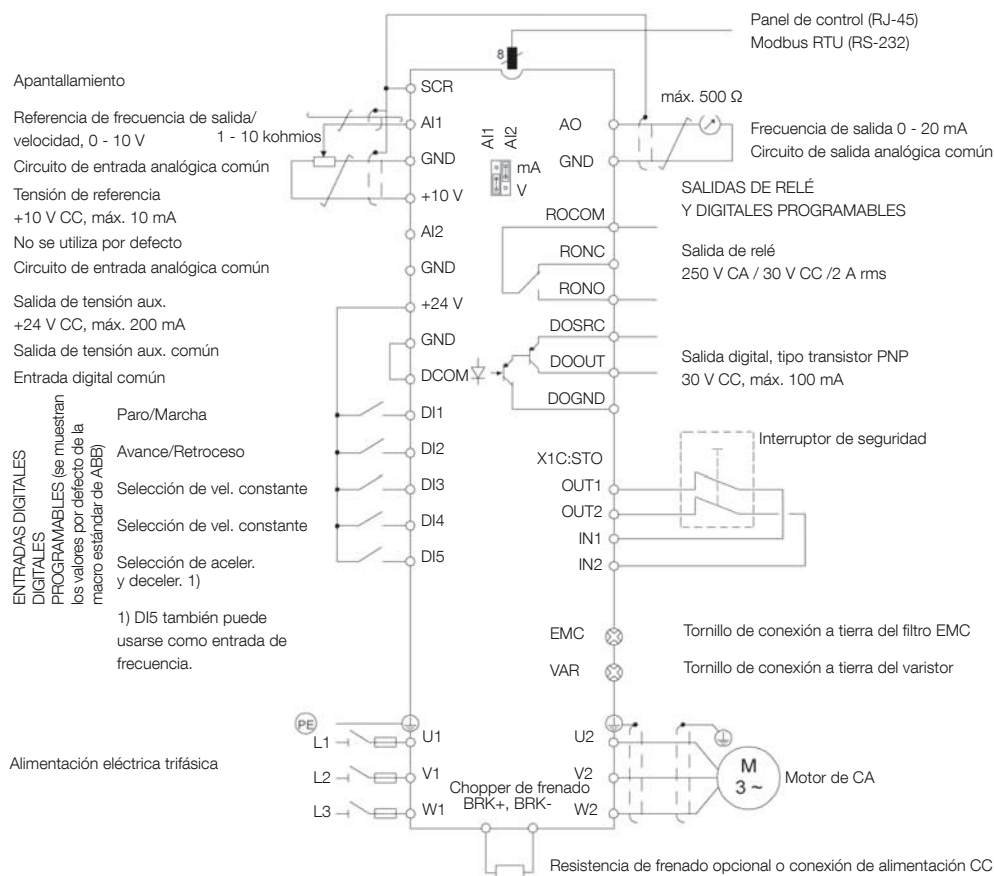 Panel de control (RJ-45)
Modbus RTU (RS-232)
8
Apantallamiento
SCR
Referencia de frecuencia de salida/
velocidad, 0 - 10 V
1 - 10 kohmios
AI1
Circuito de entrada analógica común
GND
Tensión de referencia
+10 V CC, máx. 10 mA
+10 V
No se utiliza por defecto
AI2
Circuito de entrada analógica común
GND
Salida de tensión aux.
+24 V CC, máx. 200 mA
+24 V
Salida de tensión aux. común
GND
Entrada digital común
DCOM
ENTRADAS DIGITALES
DIGITALES
PROGRAMABLES (se muestran
los valores por defecto de la
macro estándar de ABB)
Paro/Marcha
DI1
Avance/Retroceso
DI2
Selección de vel. constante
DI3
Selección de vel. constante
DI4
Selección de aceler.
y deceler. 1)
DI5
1) DI5 también puede
usarse como entrada de
frecuencia.
AI1
AI2
mA
V
máx. 500 Ω
AO
Frecuencia de salida 0 - 20 mA
GND
Circuito de salida analógica común
SALIDAS DE RELÉ
Y DIGITALES PROGRAMABLES
ROCOM
RONC
RONO
Salida de relé
250 V CA / 30 V CC /2 A rms
DOSRC
DOOUT
DOGND
Salida digital, tipo transistor PNP
30 V CC, máx. 100 mA
Interruptor de seguridad
X1C:STO
OUT1
OUT2
IN1
IN2
EMC
Tornillo de conexión a tierra del filtro EMC
VAR
Tornillo de conexión a tierra del varistor
PE
Alimentación eléctrica trifásica
L1
U1
L2
V1
L3
W1
Chopper de frenado
BRK+, BRK-
U2
V2
W2
M
3 ~
Motor de CA
Resistencia de frenado opcional o conexión de alimentación CC